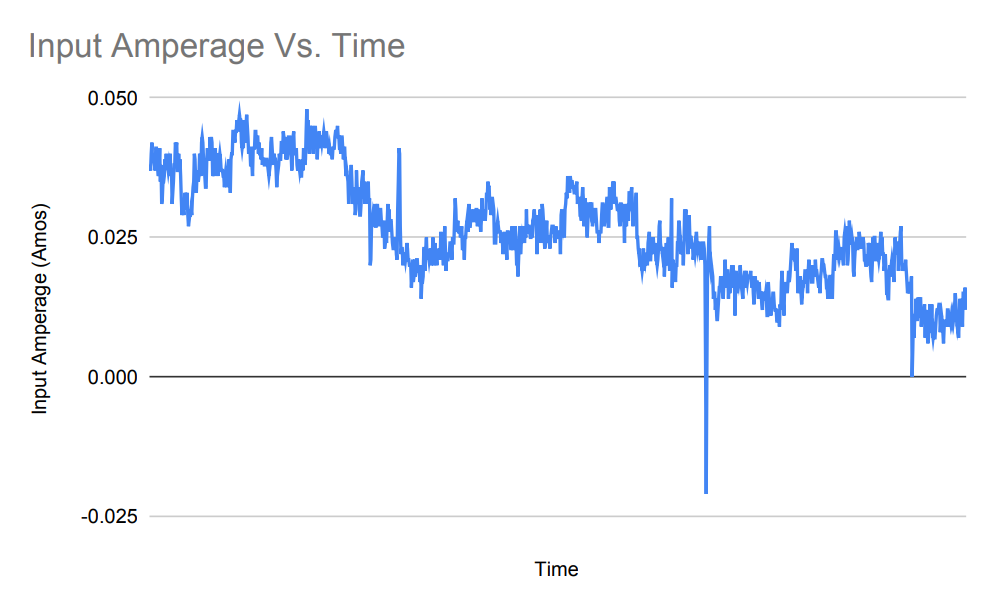 Input Amperage Vs. Time
0.050
0.025
0.000
-0.025
Input Amperage (Amos)
Time